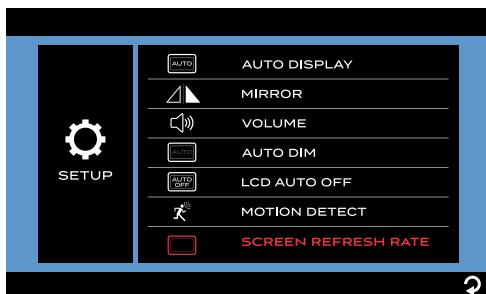 SETUP
AUTO
AUTO DISPLAY
MIRROR
VOLUME
AUTO
AUTO DIM
AUTO
OFF
LCD AUTO OFF
MOTION DETECT
SCREEN REFRESH RATE